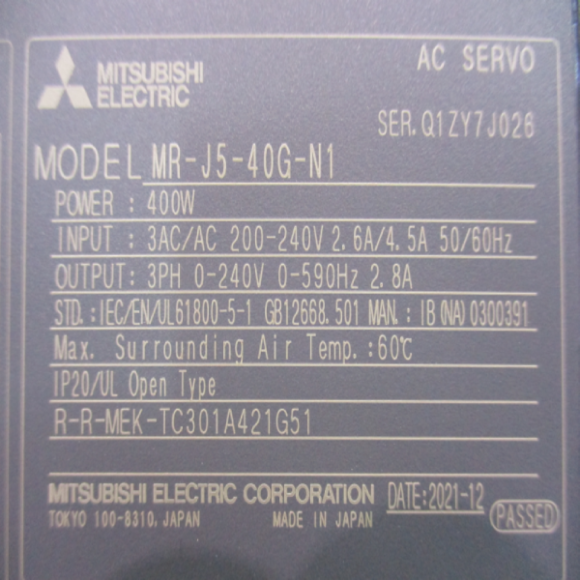 MITSUBISHI
ELECTRIC
AC SERVO
SER.Q1ZY7J026
MODEL MR-J5-40G-N1
POWER : 400W
INPUT : 3AC/AC 200-240V 2.6A/4.5A 50/60Hz
OUTPUT: 3PH 0-240V 0-590Hz 2.8A
STD.:IEC/EN/UL61800-5-1 GB12668.501 MAN.: IB(NA)0300391
Max. Surrounding Air Temp.:60℃
IP20/UL Open Type
R-R-MEK-TC301A421G51
MITSUBISHI ELECTRIC CORPORATION DATE:2021-12
TOKYO 100-8310, JAPAN MADE IN JAPAN
PASSED